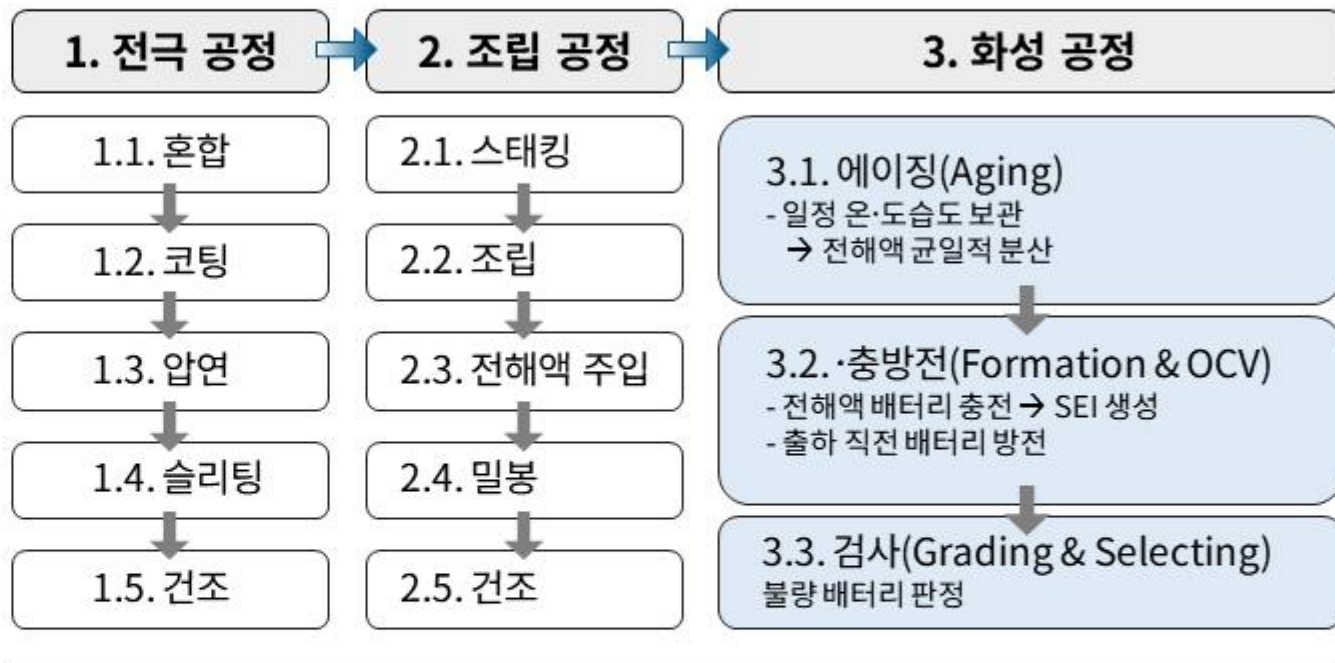 1. 전극 공정
2. 조립 공정
3. 화성 공정
1.1. 혼합
1.2. 코팅
1.3. 압연
1.4. 슬리팅
1.5. 건조
2.1. 스태킹
2.2. 조립
2.3. 전해액 주입
2.4. 밀봉
2.5. 건조
3.1. 에이징(Aging)
- 일정 온·도습도 보관
→ 전해액 균일적 분산
3.2. ·충방전(Formation & OCV)
- 전해액 배터리 충전 → SEI 생성
- 출하 직전 배터리 방전
3.3. 검사(Grading & Selecting)
불량 배터리 판정